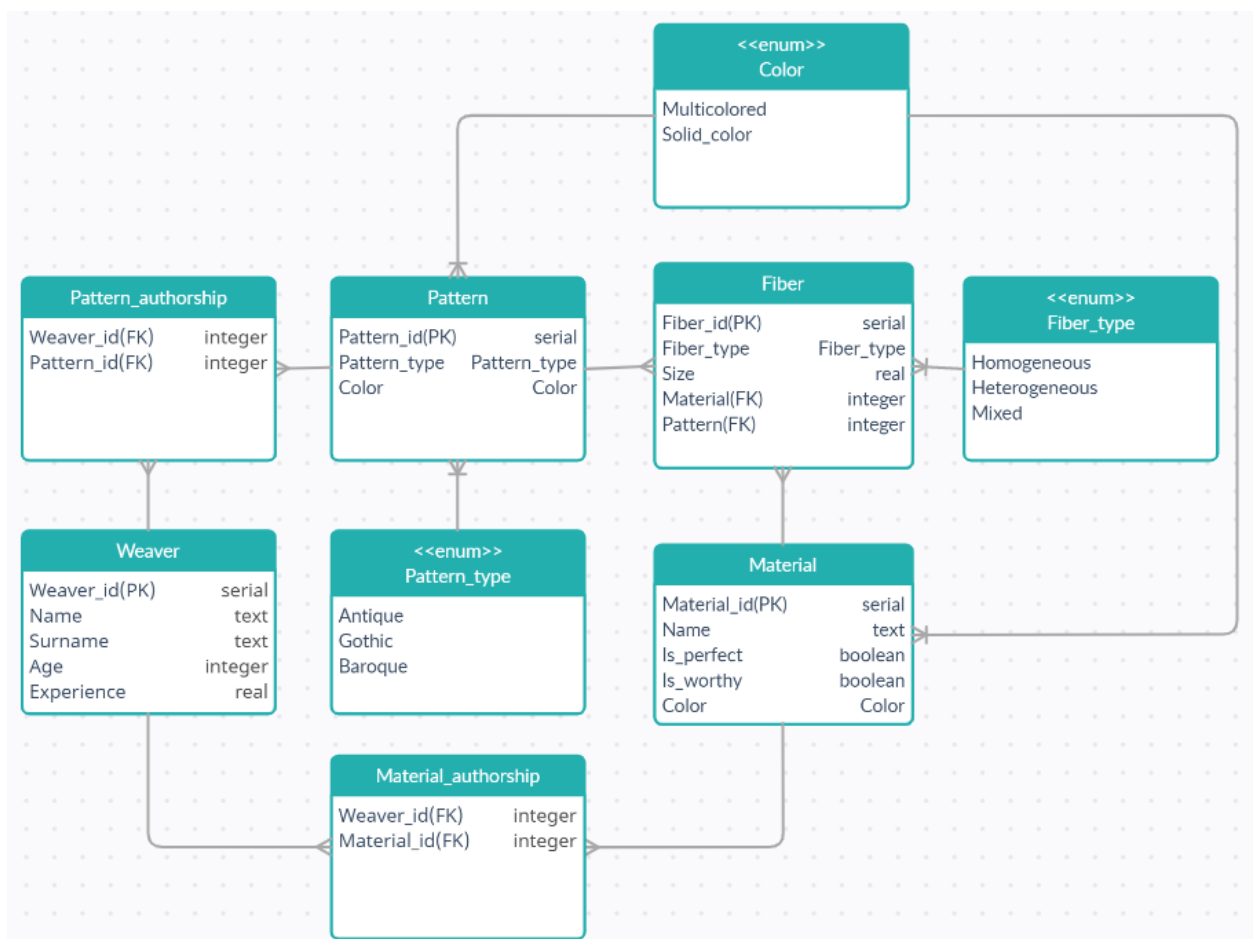 <<enum>>
Color
Multicolored
Solid_color
Pattern_authorship
Weaver_id(FK) integer
Pattern_id(FK) integer
Pattern
Pattern_id(PK) serial
Pattern_type Pattern_type
Color Color
Fiber
Fiber_id(PK) serial
Fiber_type Fiber_type
Size real
Material(FK) integer
Pattern(FK) integer
<<enum>>
Fiber_type
Homogeneous
Heterogeneous
Mixed
Weaver
Weaver_id(PK) serial
Name text
Surname text
Age integer
Experience real
<<enum>>
Pattern_type
Antique
Gothic
Baroque
Material
Material_id(PK) serial
Name text
Is_perfect boolean
Is_worthy boolean
Color Color
Material_authorship
Weaver_id(FK) integer
Material_id(FK) integer